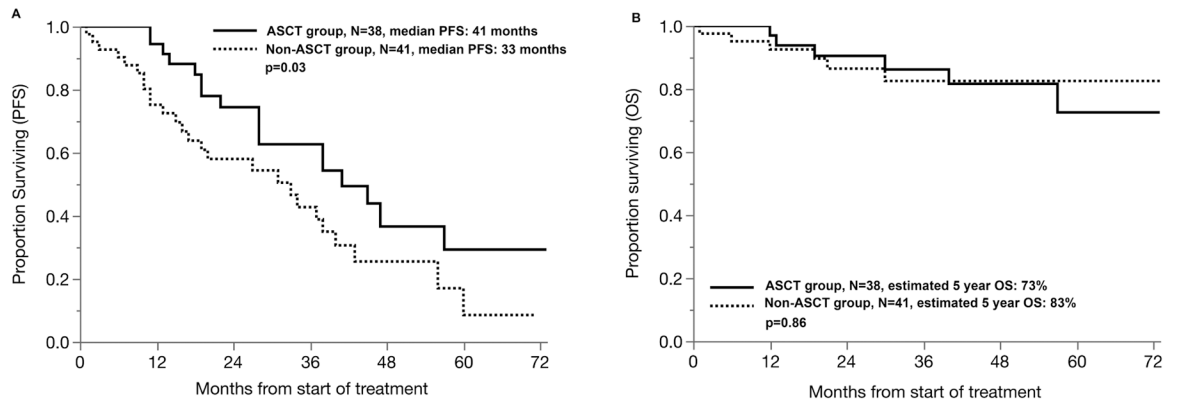 A
ASCT group, N=38, median PFS: 41 months
Non-ASCT group, N=41, median PFS: 33 months
p=0.03
Proportion Surviving (PFS)
1.0
0.8
0.6
0.4
0.2
0.0
0 12 24 36 48 60 72
Months from start of treatment
B
Proportion surviving (OS)
1.0
0.8
0.6
0.4
0.2
0.0
ASCT group, N=38, estimated 5 year OS: 73%
Non-ASCT group, N=41, estimated 5 year OS: 83%
p=0.86
0 12 24 36 48 60 72
Months from start of treatment